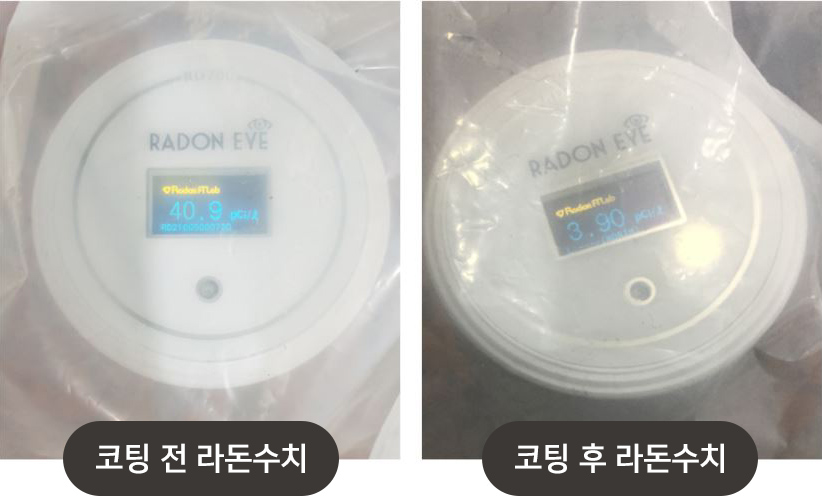 RADON EYE
RadonFTLab
40.9 pCi/ℓ
코팅 전 라돈수치
RADON EYE
RadonFTLab
3.90 pCi/ℓ
코팅 후 라돈수치